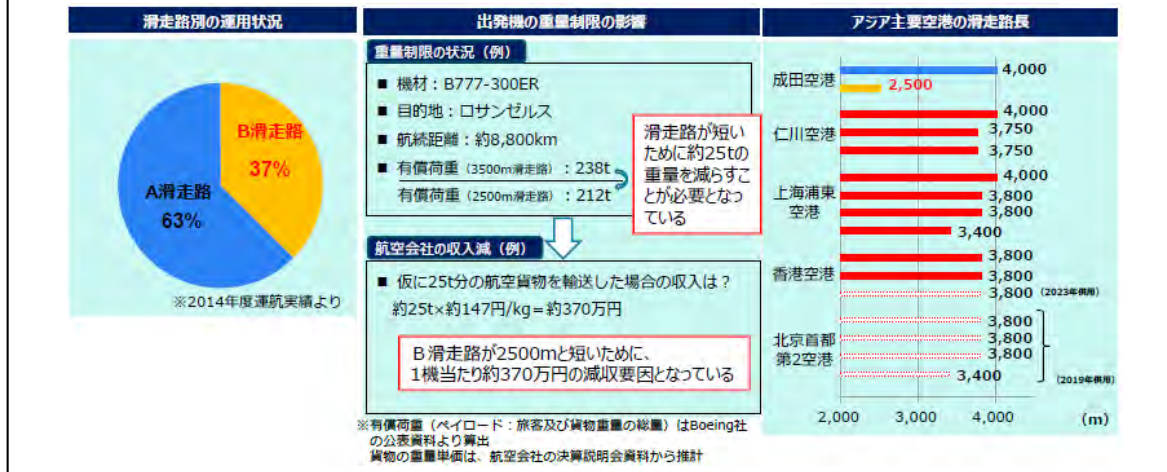 滑走路別の運用状況
B滑走路
37%
A滑走路
63%
※2014年度運航実績より
出発機の重量制限の影響
重量制限の状況（例）
■ 機材：B777-300ER
■ 目的地：ロサンゼルス
■ 航続距離：約8,800km
■ 有償荷重（3500m滑走路）：238t
有償荷重（2500m滑走路）：212t
滑走路が短い
ために約25tの
重量を減らすこ
とが必要となっ
ている
航空会社の収入減（例）
■ 仮に25t分の航空貨物を輸送した場合の収入は？
約25t×約147円/kg＝約370万円
B滑走路が2500mと短いために、
1機当たり約370万円の減収要因となっている
※有償荷重（ペイロード：旅客及び貨物重量の総量）はBoeing社
の公表資料より算出
貨物の重量単価は、航空会社の決算説明会資料から推計
アジア主要空港の滑走路長
成田空港
4,000
2,500
仁川空港
4,000
3,750
3,750
上海浦東
空港
4,000
3,800
3,800
3,400
香港空港
3,800
3,800
3,800（2023年供用）
北京首都
第2空港
3,800
3,800
3,800
3,400
（2019年供用）
2,000 3,000 4,000 （m）